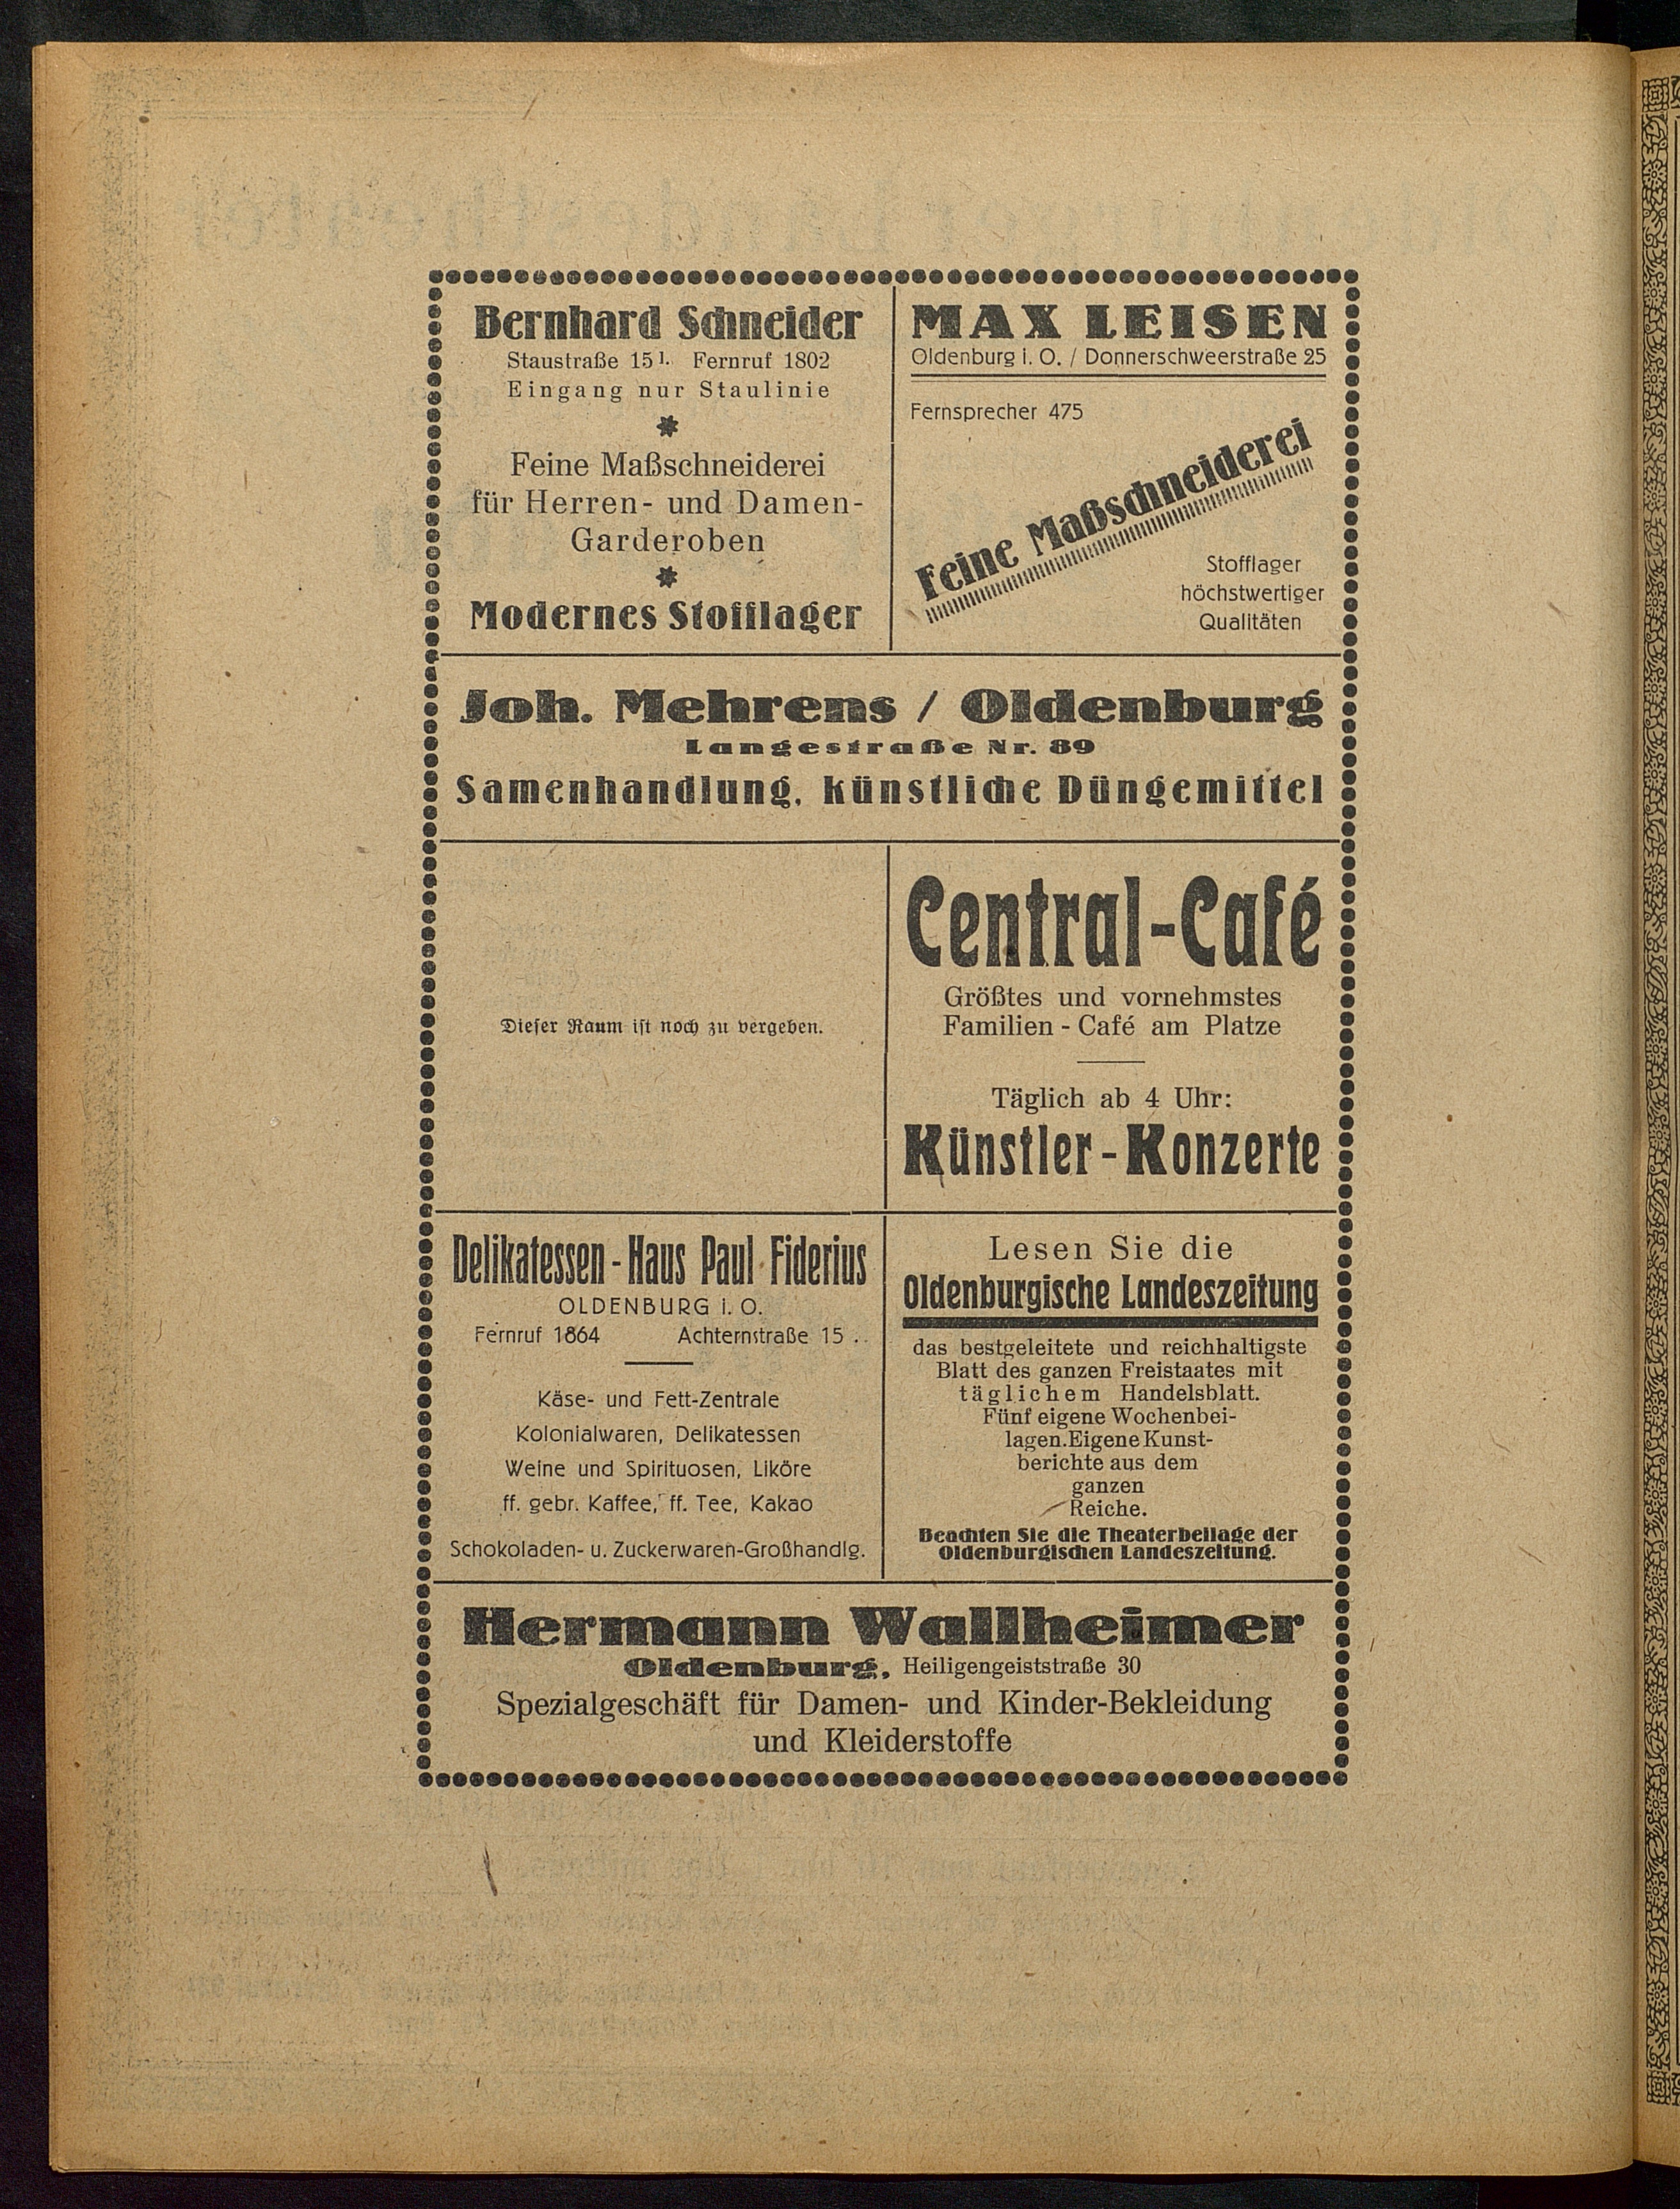 Bernhard Schneider
Staustraße 15 I. Fernruf 1802
Eingang nur Staulinie
Feine Maßschneiderei
für Herren- und Damen-
Garderoben
Modernes Stofflager
MAX LEISEN
Oldenburg i. O. / Donnerschweerstraße 25
Fernsprecher 475
Feine Maßschneiderei
Stofflager
höchstwertiger
Qualitäten
Joh. Mehrens / Oldenburg
Langestraße Nr. 89
Samenhandlung, künstliche Düngemittel
Dieser Raum ist noch zu vergeben.
Central-Café
Größtes und vornehmstes
Familien - Café am Platze
Täglich ab 4 Uhr:
Künstler-Konzerte
Delikatessen-Haus Paul Fiderius
OLDENBURG i. O.
Fernruf 1864 Achternstraße 15
Käse- und Fett-Zentrale
Kolonialwaren, Delikatessen
Weine und Spirituosen, Liköre
ff. gebr. Kaffee, ff. Tee, Kakao
Schokoladen- u. Zuckerwaren-Großhandlg.
Lesen Sie die
Oldenburgische Landeszeitung
das bestgeleitete und reichhaltigste
Blatt des ganzen Freistaates mit
täglichem Handelsblatt.
Fünf eigene Wochenbei-
lagen. Eigene Kunst-
berichte aus dem
ganzen
Reiche.
Beachten Sie die Theaterbeilage der
Oldenburgischen Landeszeitung.
Hermann Wallheimer
Oldenburg, Heiligengeiststraße 30
Spezialgeschäft für Damen- und Kinder-Bekleidung
und Kleiderstoffe